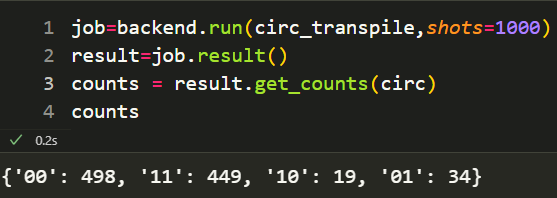 1 job=backend.run(circ_transpile,shots=1000)
2 result=job.result()
3 counts = result.get_counts(circ)
4 counts
✓ 0.2s
{'00': 498, '11': 449, '10': 19, '01': 34}